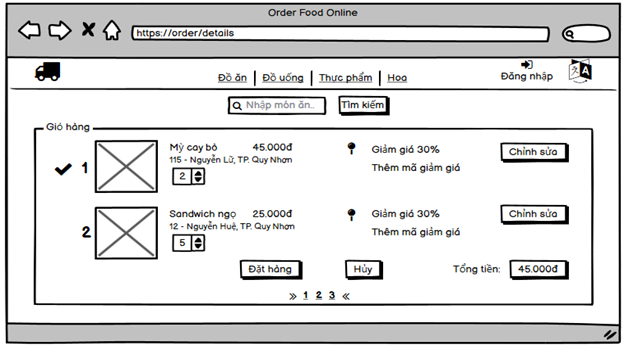 Order Food Online
https://order/details
Đồ ăn | Đồ uống | Thực phẩm | Hoa
Đăng nhập
文A
Nhập món ăn..
Tìm kiếm
Giỏ hàng
1
Mỳ cay bò 45.000đ
115 - Nguyễn Lữ, TP. Quy Nhơn
2
Giảm giá 30%
Thêm mã giảm giá
Chỉnh sửa
2
Sandwich ngọ 25.000đ
12 - Nguyễn Huệ, TP. Quy Nhơn
5
Giảm giá 30%
Thêm mã giảm giá
Chỉnh sửa
Đặt hàng
Hủy
Tổng tiền:
45.000đ
» 1 2 3 «